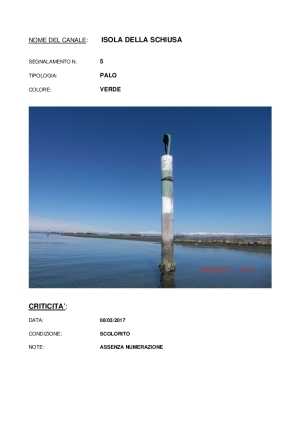 NOME DEL CANALE: ISOLA DELLA SCHIUSA
SEGNALAMENTO N. 5
TIPOLOGIA: PALO
COLORE: VERDE
CRITICITA':
DATA: 08/03/2017
CONDIZIONE: SCOLORITO
NOTE: ASSENZA NUMERAZIONE